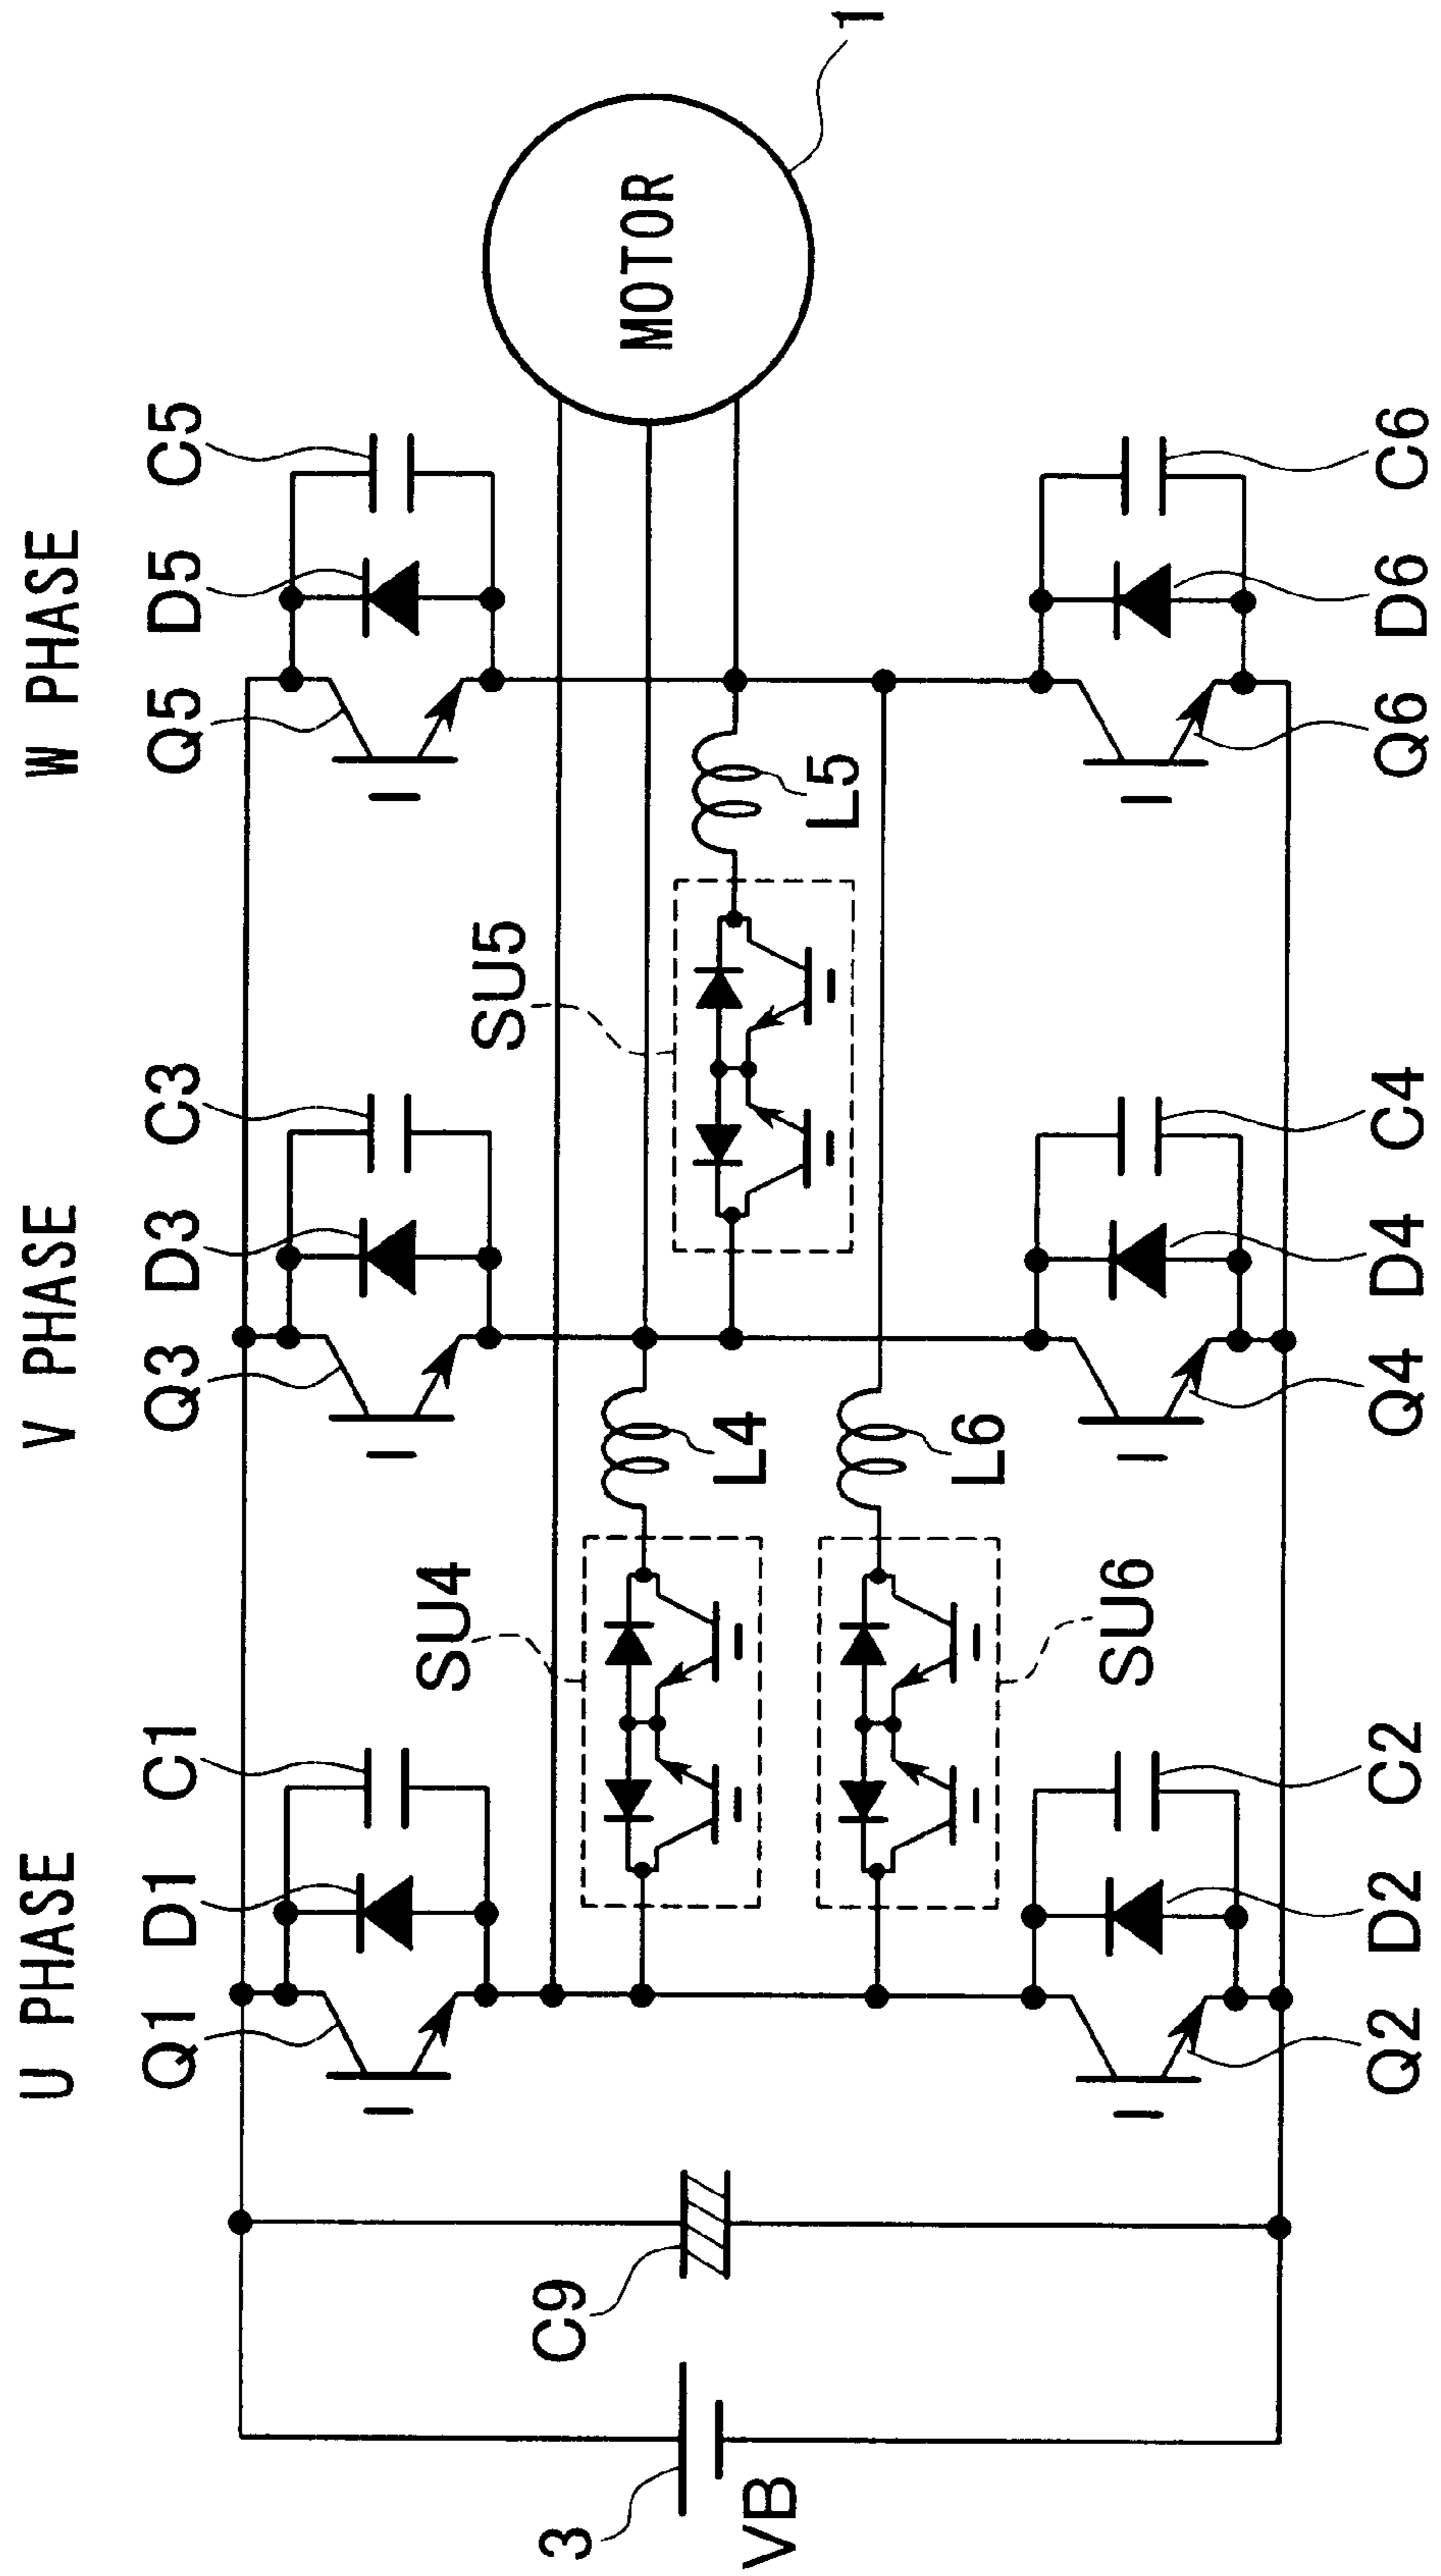 U PHASE
V PHASE
W PHASE
Q1
D1
C1
Q3
D3
C3
Q5
D5
C5
SU4
SU5
MOTOR
1
C9
3
VB
L4
L5
L6
SU6
Q2
D2
C2
Q4
D4
C4
Q6
D6
C6